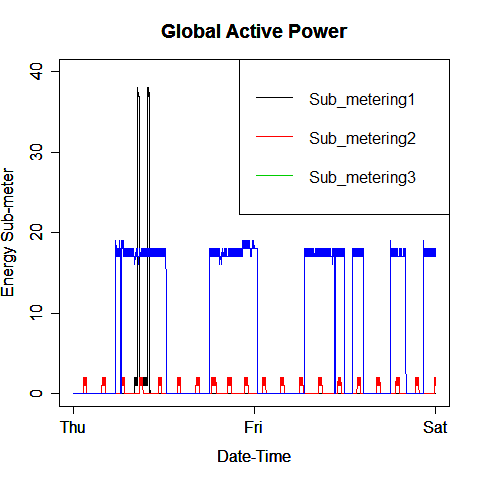 Global Active Power
Energy Sub-meter
40
30
20
10
0
Sub_metering1
Sub_metering2
Sub_metering3
Thu Fri Sat
Date-Time